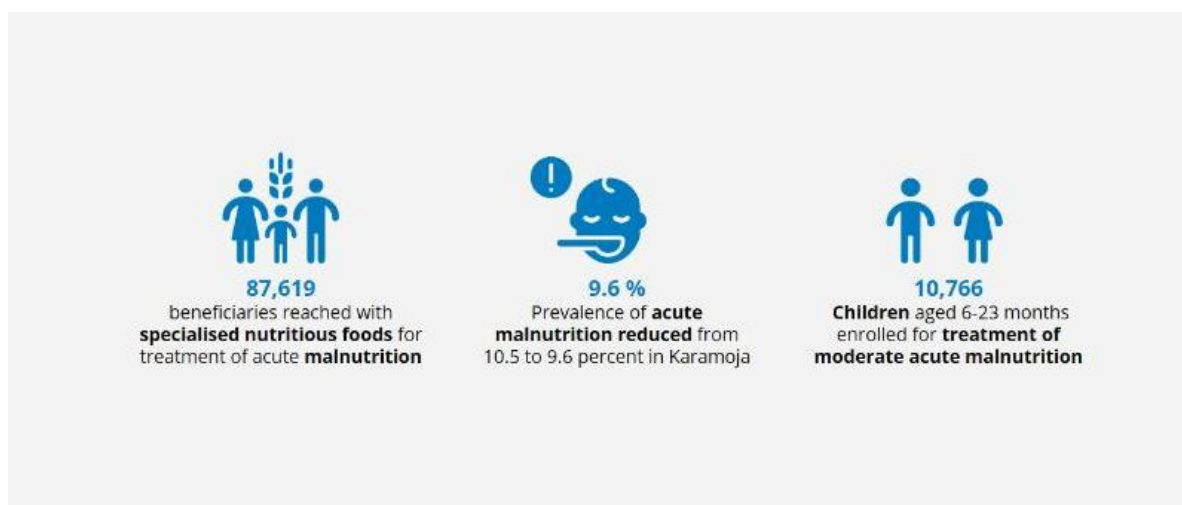 87,619
beneficiaries reached with
specialised nutritious foods for
treatment of acute malnutrition
9.6 %
Prevalence of acute
malnutrition reduced from
10.5 to 9.6 percent in Karamoja
10,766
Children aged 6-23 months
enrolled for treatment of
moderate acute malnutrition